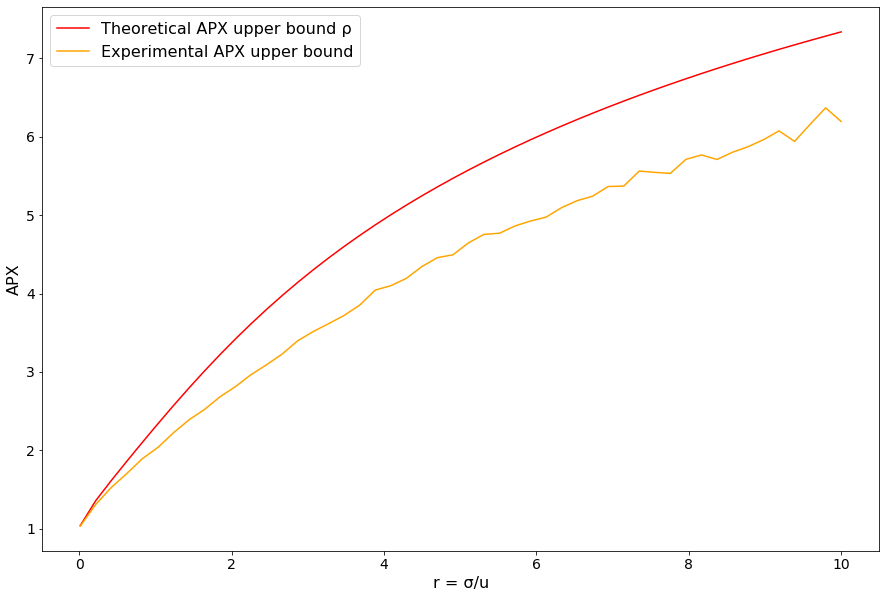 Theoretical APX upper bound ρ
Experimental APX upper bound
APX
7
6
5
4
3
2
1
0 2 4 6 8 10
r = σ/u